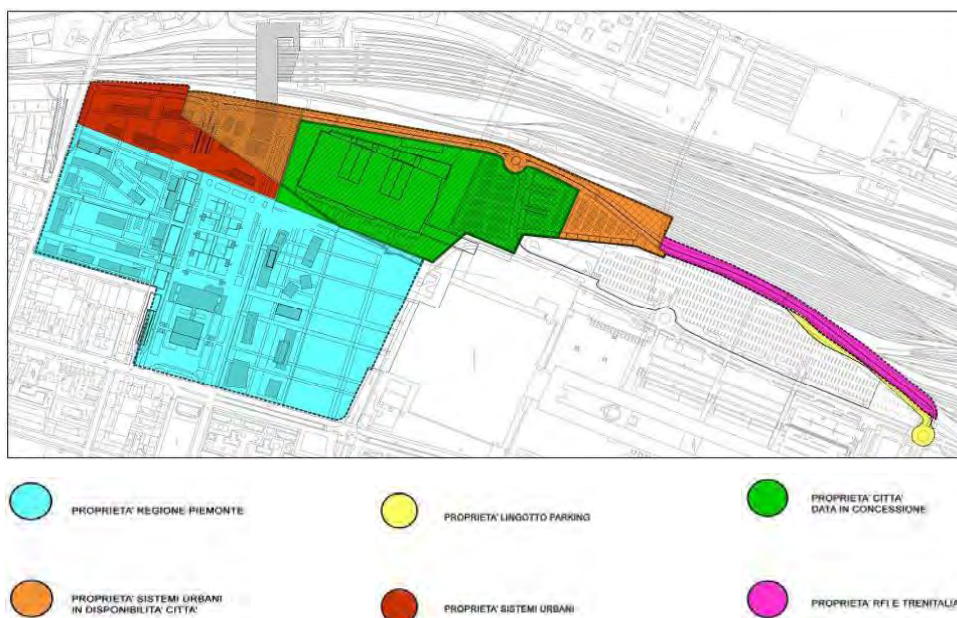 PROPRIETA' REGIONE PIEMONTE
PROPRIETA' LINGOTTO PARKING
PROPRIETA' CITTA'
DATA IN CONCESSIONE
PROPRIETA' SISTEMI URBANI
IN DISPONIBILITA' CITTA'
PROPRIETA' SISTEMI URBANI
PROPRIETA' RFI E TRENITALIA